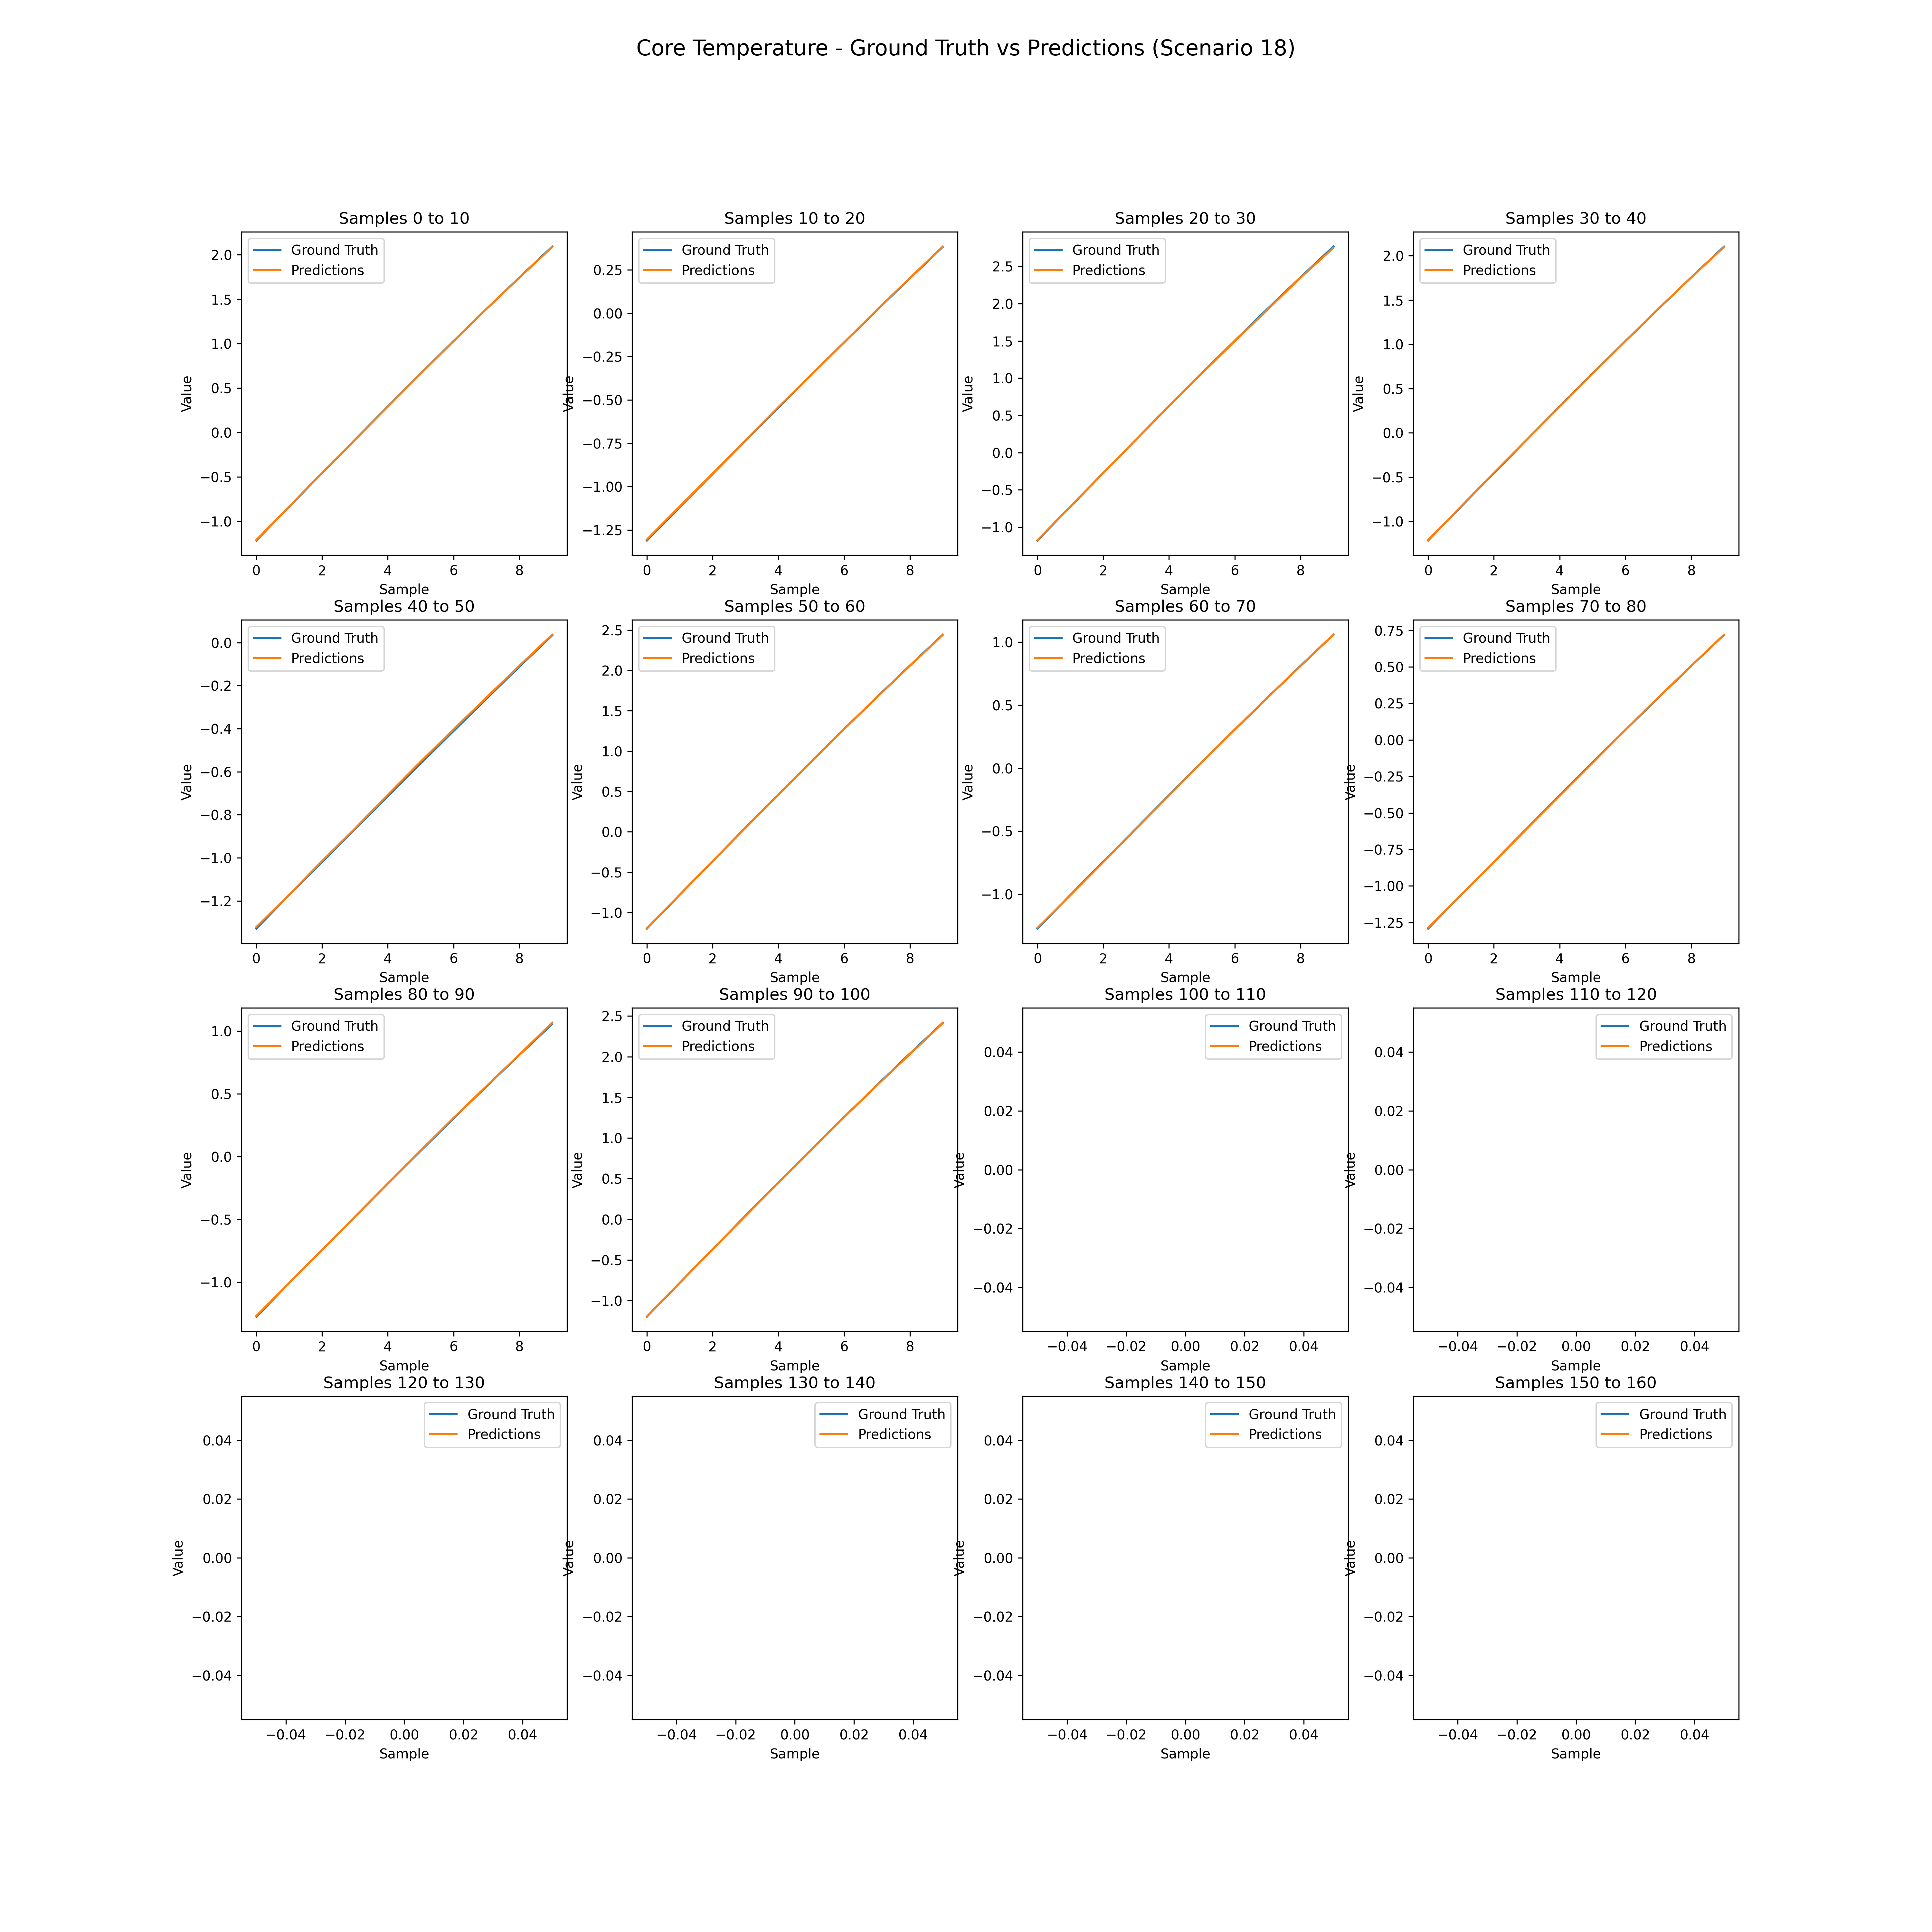 Core Temperature - Ground Truth vs Predictions (Scenario 18)
Samples 0 to 10
Ground Truth
Predictions
2.0
1.5
1.0
0.5
0.0
−0.5
−1.0
Value
0 2 4 6 8
Sample
Samples 10 to 20
Ground Truth
Predictions
0.25
0.00
−0.25
−0.50
−0.75
−1.00
−1.25
Value
0 2 4 6 8
Sample
Samples 20 to 30
Ground Truth
Predictions
2.5
2.0
1.5
1.0
0.5
0.0
−0.5
−1.0
Value
0 2 4 6 8
Sample
Samples 30 to 40
Ground Truth
Predictions
2.0
1.5
1.0
0.5
0.0
−0.5
−1.0
Value
0 2 4 6 8
Sample
Samples 40 to 50
Ground Truth
Predictions
0.0
−0.2
−0.4
−0.6
−0.8
−1.0
−1.2
Value
0 2 4 6 8
Sample
Samples 50 to 60
Ground Truth
Predictions
2.5
2.0
1.5
1.0
0.5
0.0
−0.5
−1.0
Value
0 2 4 6 8
Sample
Samples 60 to 70
Ground Truth
Predictions
1.0
0.5
0.0
−0.5
−1.0
Value
0 2 4 6 8
Sample
Samples 70 to 80
Ground Truth
Predictions
0.75
0.50
0.25
0.00
−0.25
−0.50
−0.75
−1.00
−1.25
Value
0 2 4 6 8
Sample
Samples 80 to 90
Ground Truth
Predictions
1.0
0.5
0.0
−0.5
−1.0
Value
0 2 4 6 8
Sample
Samples 90 to 100
Ground Truth
Predictions
2.5
2.0
1.5
1.0
0.5
0.0
−0.5
−1.0
Value
0 2 4 6 8
Sample
Samples 100 to 110
Ground Truth
Predictions
0.04
0.02
0.00
−0.02
−0.04
Value
−0.04 −0.02 0.00 0.02 0.04
Sample
Samples 110 to 120
Ground Truth
Predictions
0.04
0.02
0.00
−0.02
−0.04
Value
−0.04 −0.02 0.00 0.02 0.04
Sample
Samples 120 to 130
Ground Truth
Predictions
0.04
0.02
0.00
−0.02
−0.04
Value
−0.04 −0.02 0.00 0.02 0.04
Sample
Samples 130 to 140
Ground Truth
Predictions
0.04
0.02
0.00
−0.02
−0.04
Value
−0.04 −0.02 0.00 0.02 0.04
Sample
Samples 140 to 150
Ground Truth
Predictions
0.04
0.02
0.00
−0.02
−0.04
Value
−0.04 −0.02 0.00 0.02 0.04
Sample
Samples 150 to 160
Ground Truth
Predictions
0.04
0.02
0.00
−0.02
−0.04
Value
−0.04 −0.02 0.00 0.02 0.04
Sample